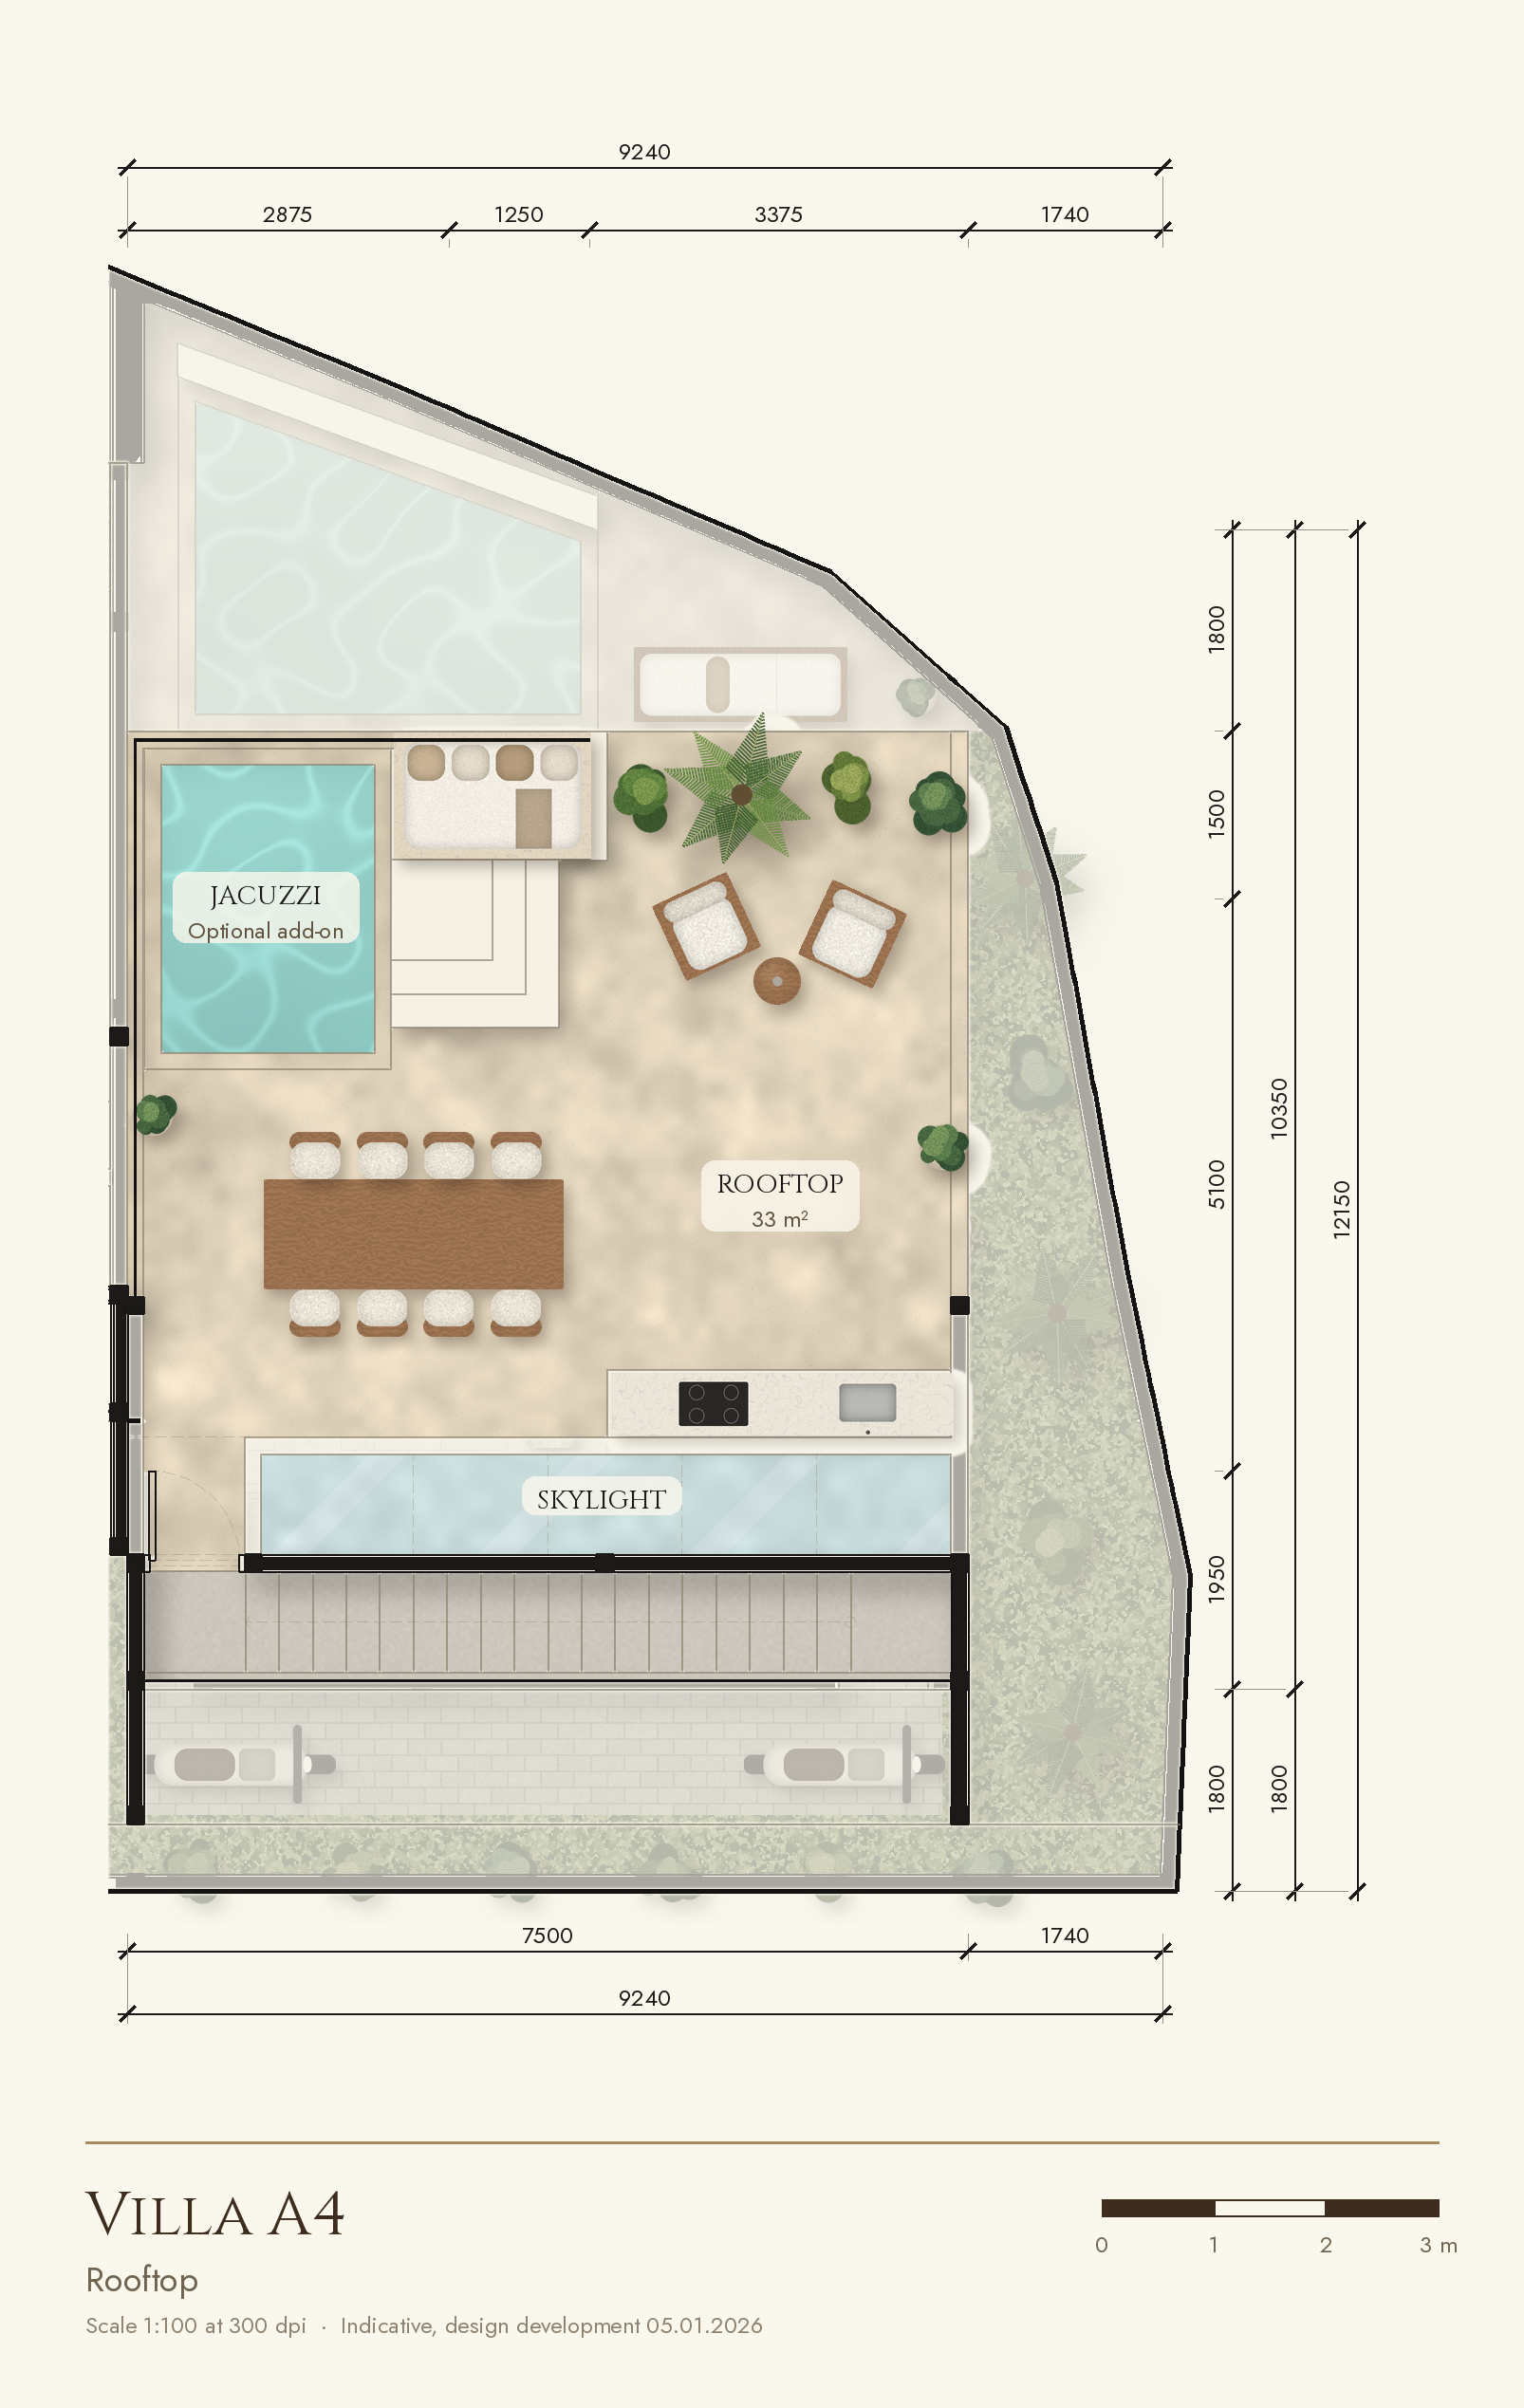 9240
2875 1250 3375 1740
1800
1500
JACUZZI
Optional add-on
10350
5100
12150
ROOFTOP
33 m²
SKYLIGHT
1950
1800 1800
7500 1740
9240
VILLA A4
Rooftop
Scale 1:100 at 300 dpi · Indicative, design development 05.01.2026
0 1 2 3 m